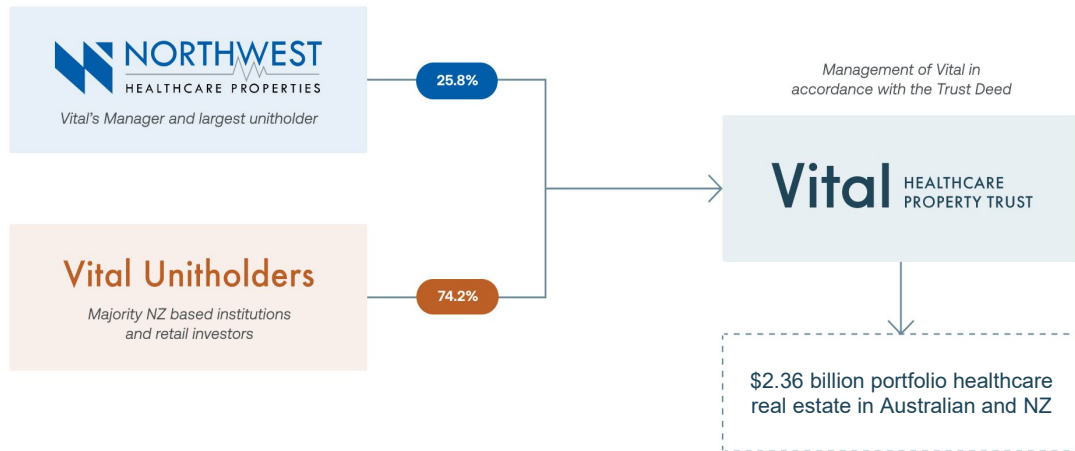 NORTHWEST
HEALTHCARE PROPERTIES
Vital's Manager and largest unitholder
25.8%
Management of Vital in
accordance with the Trust Deed
Vital HEALTHCARE
PROPERTY TRUST
Vital Unitholders
Majority NZ based institutions
and retail investors
74.2%
$2.36 billion portfolio healthcare
real estate in Australian and NZ